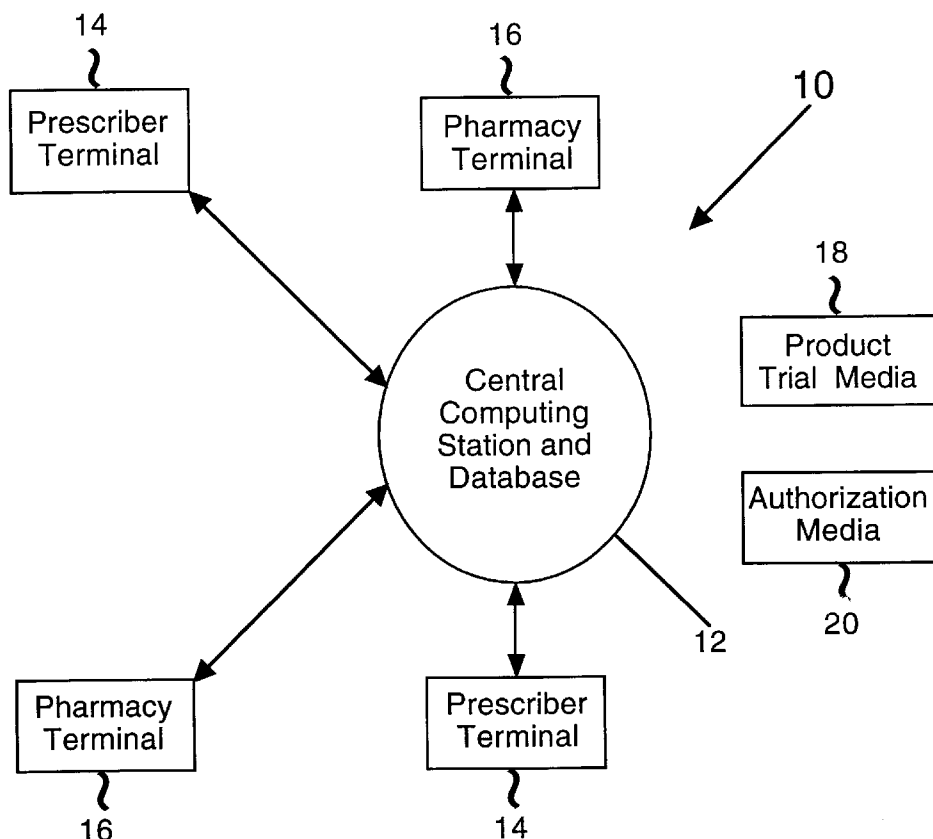 14
Prescriber
Terminal
16
Pharmacy
Terminal
10
18
Product
Trial Media
Central
Computing
Station and
Database
Authorization
Media
20
12
Pharmacy
Terminal
16
Prescriber
Terminal
14